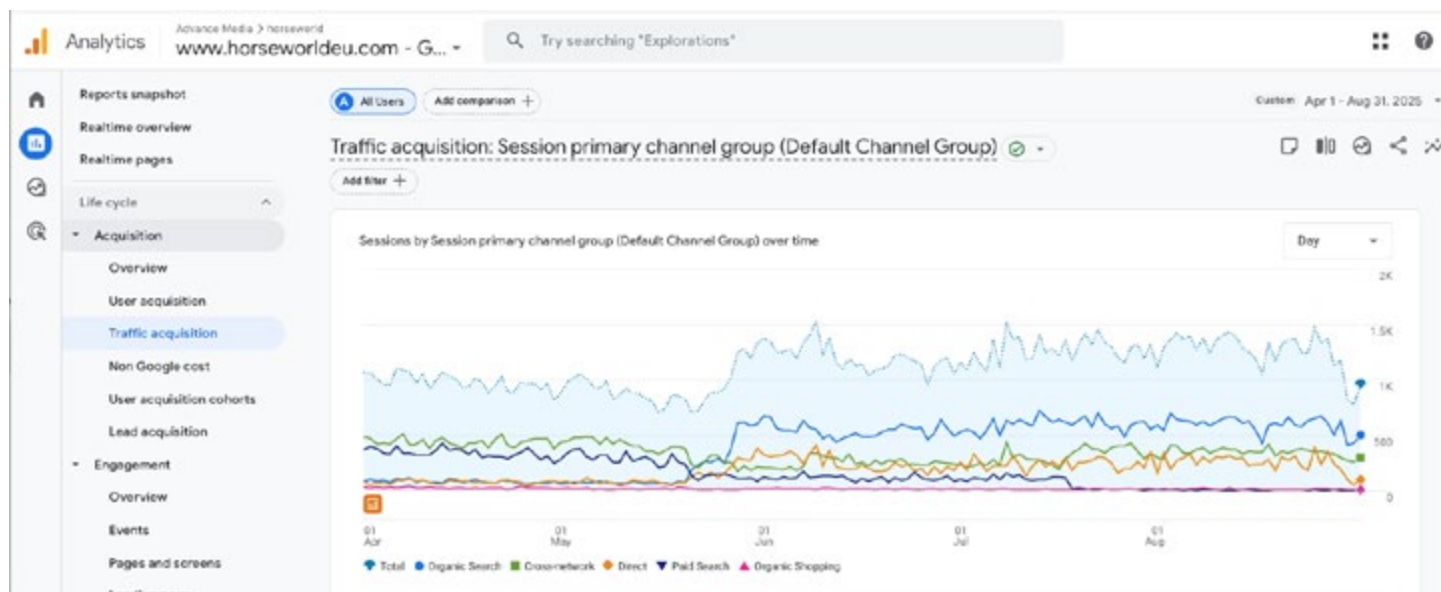 Analytics
Advance Media > horseworld
www.horseworldeu.com - G...
Try searching "Explorations"
Reports snapshot
Realtime overview
Realtime pages
Life cycle
Acquisition
Overview
User acquisition
Traffic acquisition
Non Google cost
User acquisition cohorts
Lead acquisition
Engagement
Overview
Events
Pages and screens
A All Users
Add comparison +
Custom Apr 1 - Aug 31, 2025
Traffic acquisition: Session primary channel group (Default Channel Group)
Add filter +
Sessions by Session primary channel group (Default Channel Group) over time
Day
2K
1.5K
1K
500
0
01 Apr
01 May
01 Jun
01 Jul
01 Aug
Total Organic Search Cross-network Direct Paid Search Organic Shopping